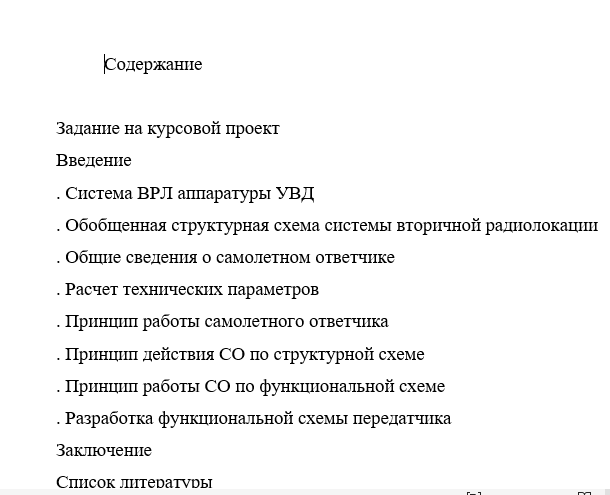 Содержание
Задание на курсовой проект
Введение
. Система ВРЛ аппаратуры УВД
. Обобщенная структурная схема системы вторичной радиолокации
. Общие сведения о самолетном ответчике
. Расчет технических параметров
. Принцип работы самолетного ответчика
. Принцип действия СО по структурной схеме
. Принцип работы СО по функциональной схеме
. Разработка функциональной схемы передатчика
Заключение
Список литературы